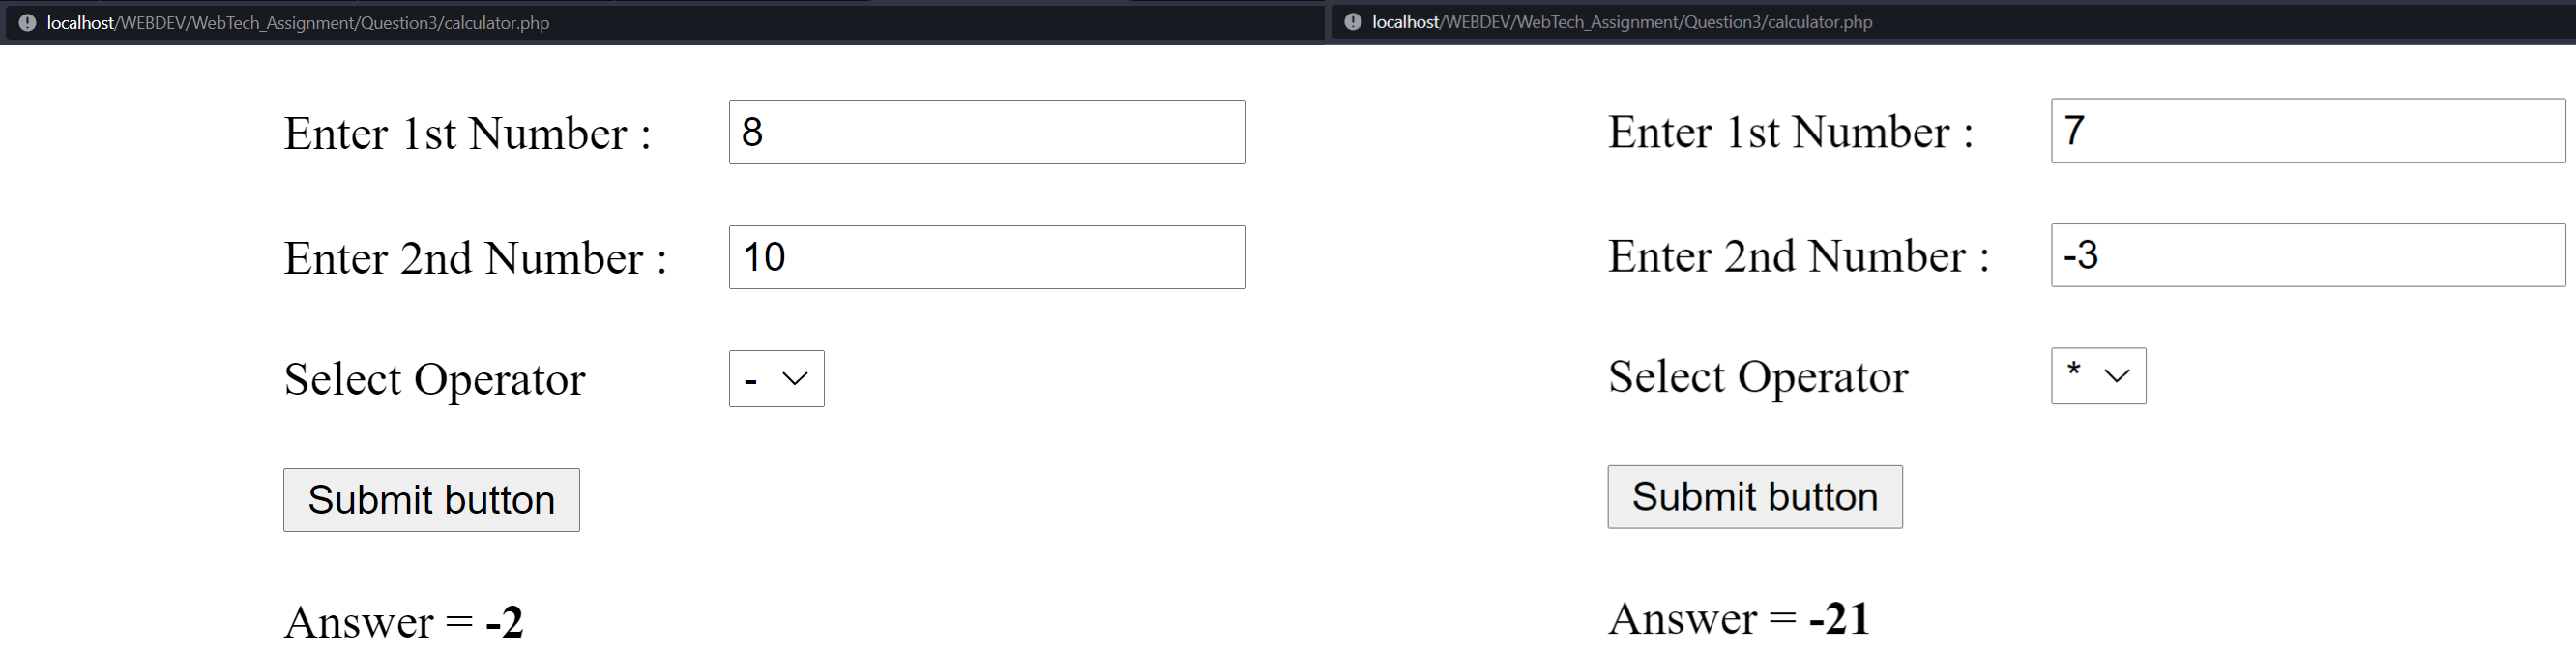 localhost/WEBDEV/WebTech_Assignment/Question3/calculator.php
Enter 1st Number : 8
Enter 2nd Number : 10
Select Operator -
Submit button
Answer = -2
localhost/WEBDEV/WebTech_Assignment/Question3/calculator.php
Enter 1st Number : 7
Enter 2nd Number : -3
Select Operator *
Submit button
Answer = -21